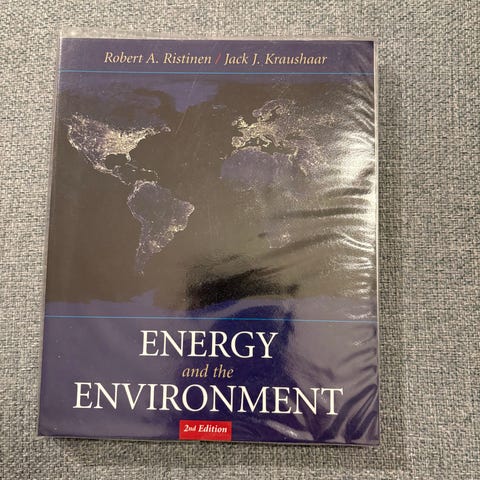 Robert A. Ristinen / Jack J. Kraushaar
ENERGY
and the
ENVIRONMENT
2nd Edition